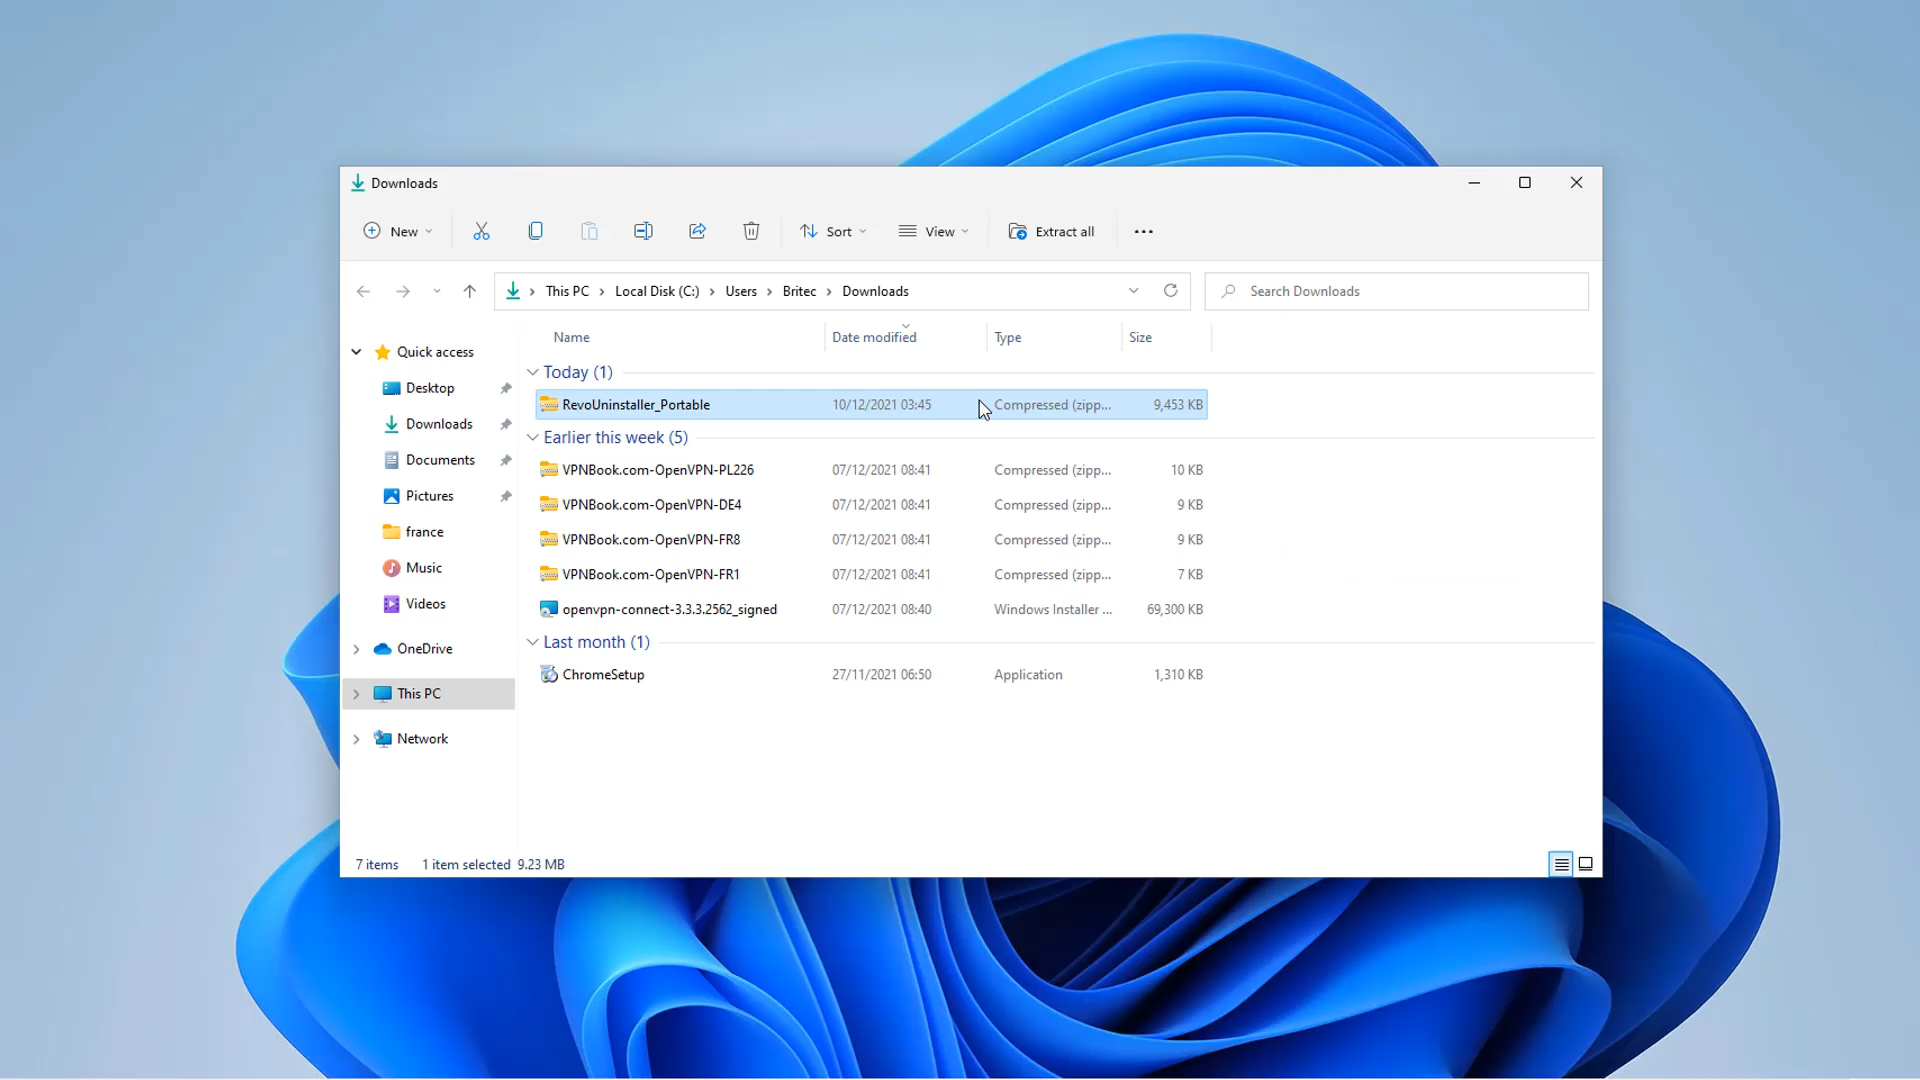 Downloads
New
Sort
View
Extract all
This PC
Local Disk (C:)
Users
Britec
Downloads
Search Downloads
Name
Date modified
Type
Size
Quick access
Desktop
Downloads
Documents
Pictures
france
Music
Videos
OneDrive
This PC
Network
Today (1)
RevoUninstaller_Portable 10/12/2021 03:45 Compressed (zipp... 9,453 KB
Earlier this week (5)
VPNBook.com-OpenVPN-PL226 07/12/2021 08:41 Compressed (zipp... 10 KB
VPNBook.com-OpenVPN-DE4 07/12/2021 08:41 Compressed (zipp... 9 KB
VPNBook.com-OpenVPN-FR8 07/12/2021 08:41 Compressed (zipp... 9 KB
VPNBook.com-OpenVPN-FR1 07/12/2021 08:41 Compressed (zipp... 7 KB
openvpn-connect-3.3.3.2562_signed 07/12/2021 08:40 Windows Installer ... 69,300 KB
Last month (1)
ChromeSetup 27/11/2021 06:50 Application 1,310 KB
7 items 1 item selected 9.23 MB